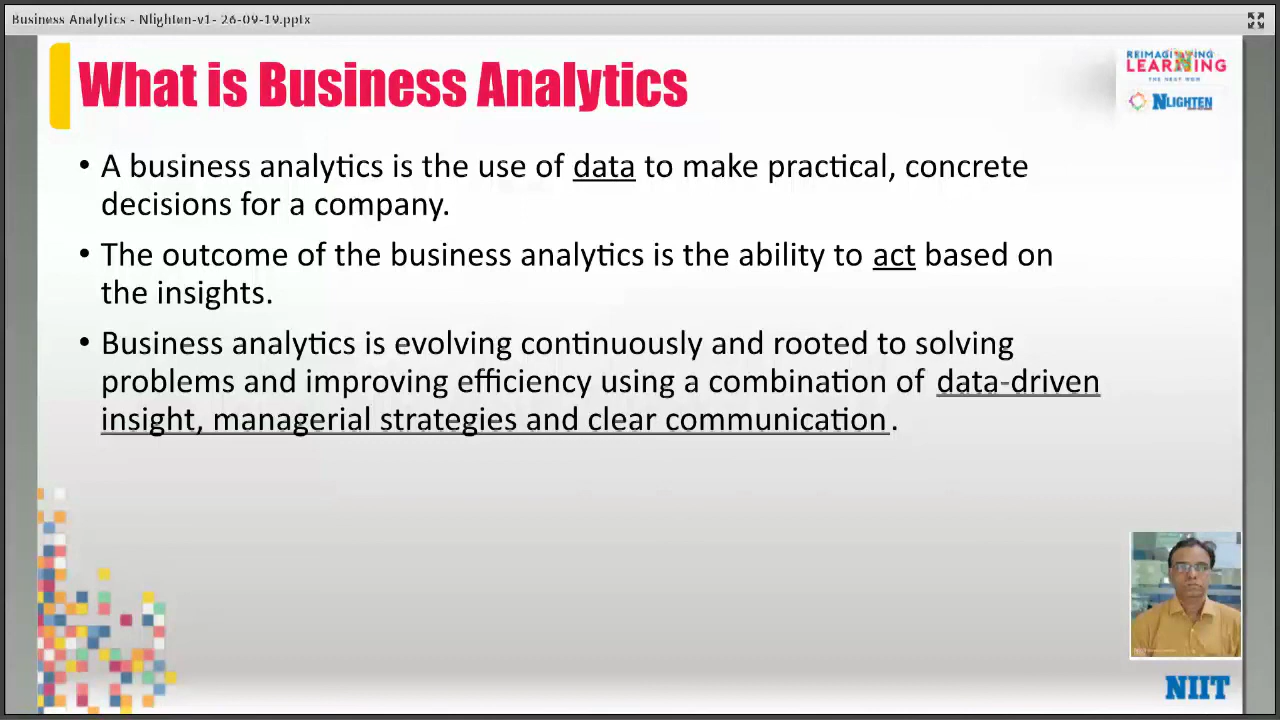 Business Analytics - Nlighten-v1- 26-09-19.pptx
What is Business Analytics
REIMAGINING
LEARNING
THE NEXT WOW
NLIGHTEN
• A business analytics is the use of data to make practical, concrete
decisions for a company.
• The outcome of the business analytics is the ability to act based on
the insights.
• Business analytics is evolving continuously and rooted to solving
problems and improving efficiency using a combination of data-driven
insight, managerial strategies and clear communication.
NIIT